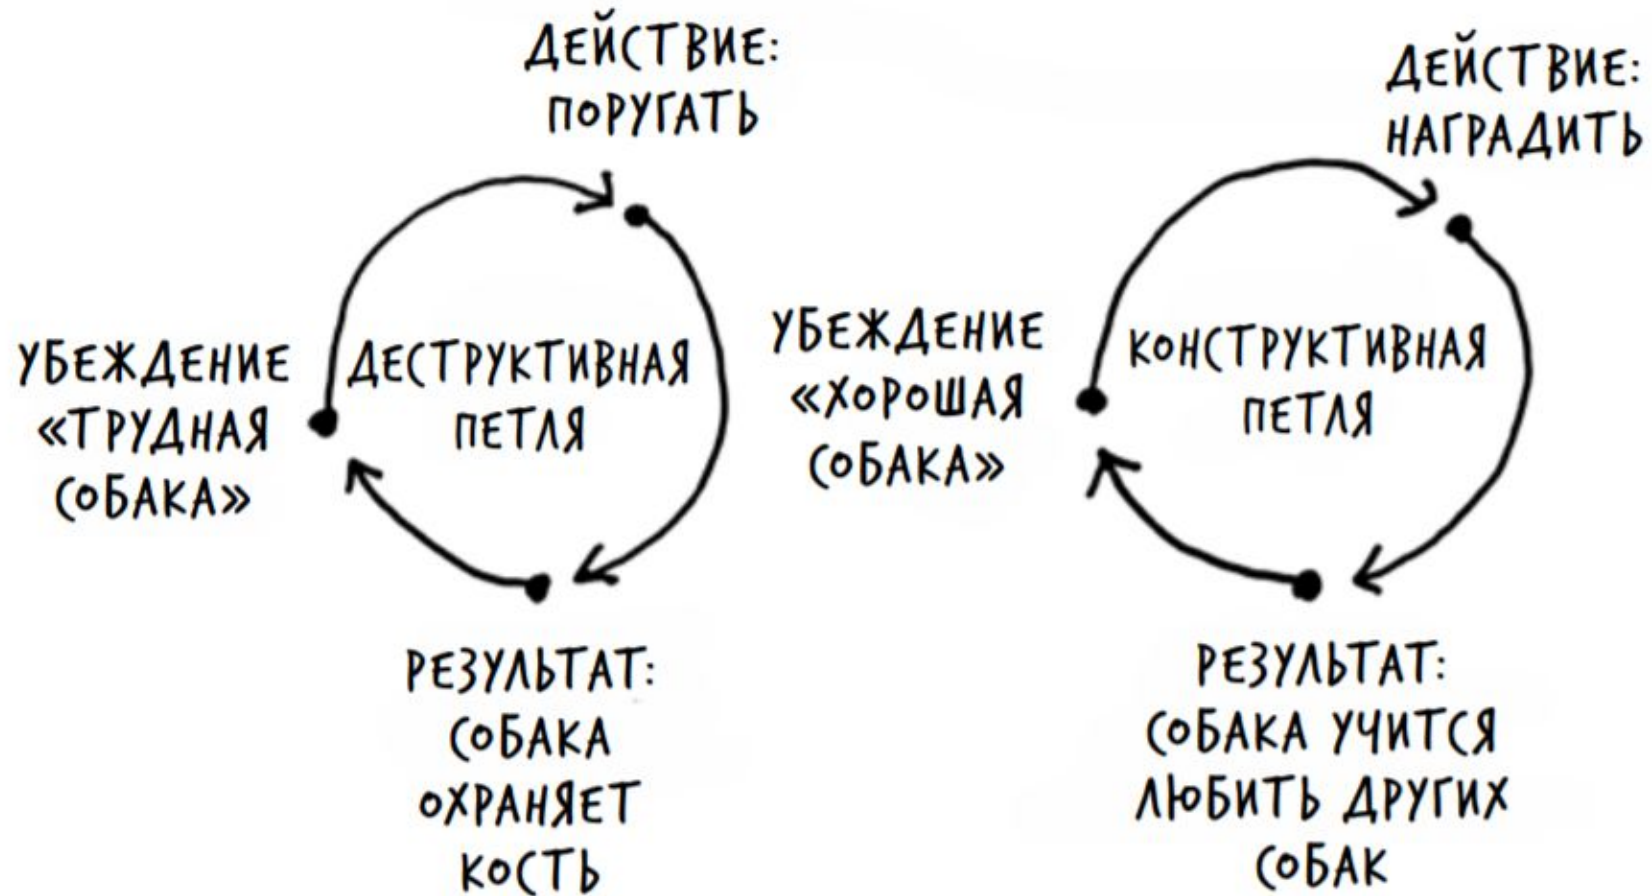 ДЕЙСТВИЕ:
ПОРУГАТЬ
УБЕЖДЕНИЕ
«ТРУДНАЯ
СОБАКА»
ДЕСТРУКТИВНАЯ
ПЕТЛЯ
РЕЗУЛЬТАТ:
СОБАКА
ОХРАНЯЕТ
КОСТЬ
ДЕЙСТВИЕ:
НАГРАДИТЬ
УБЕЖДЕНИЕ
«ХОРОШАЯ
СОБАКА»
КОНСТРУКТИВНАЯ
ПЕТЛЯ
РЕЗУЛЬТАТ:
СОБАКА УЧИТСЯ
ЛЮБИТЬ ДРУГИХ
СОБАК